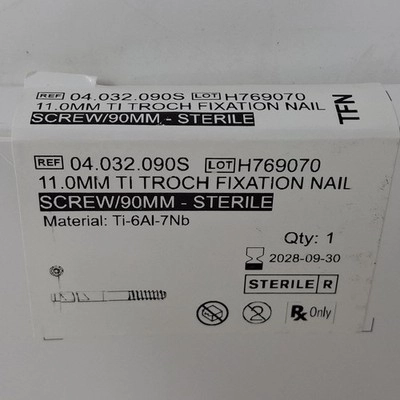 REF 04.032.090S LOT H769070
11.0MM TI TROCH FIXATION NAIL
SCREW/90MM - STERILE
TFN
REF 04.032.090S LOT H769070
11.0MM TI TROCH FIXATION NAIL
SCREW/90MM - STERILE
Material: Ti-6Al-7Nb
Qty: 1
2028-09-30
STERILE R
2
Rx Only